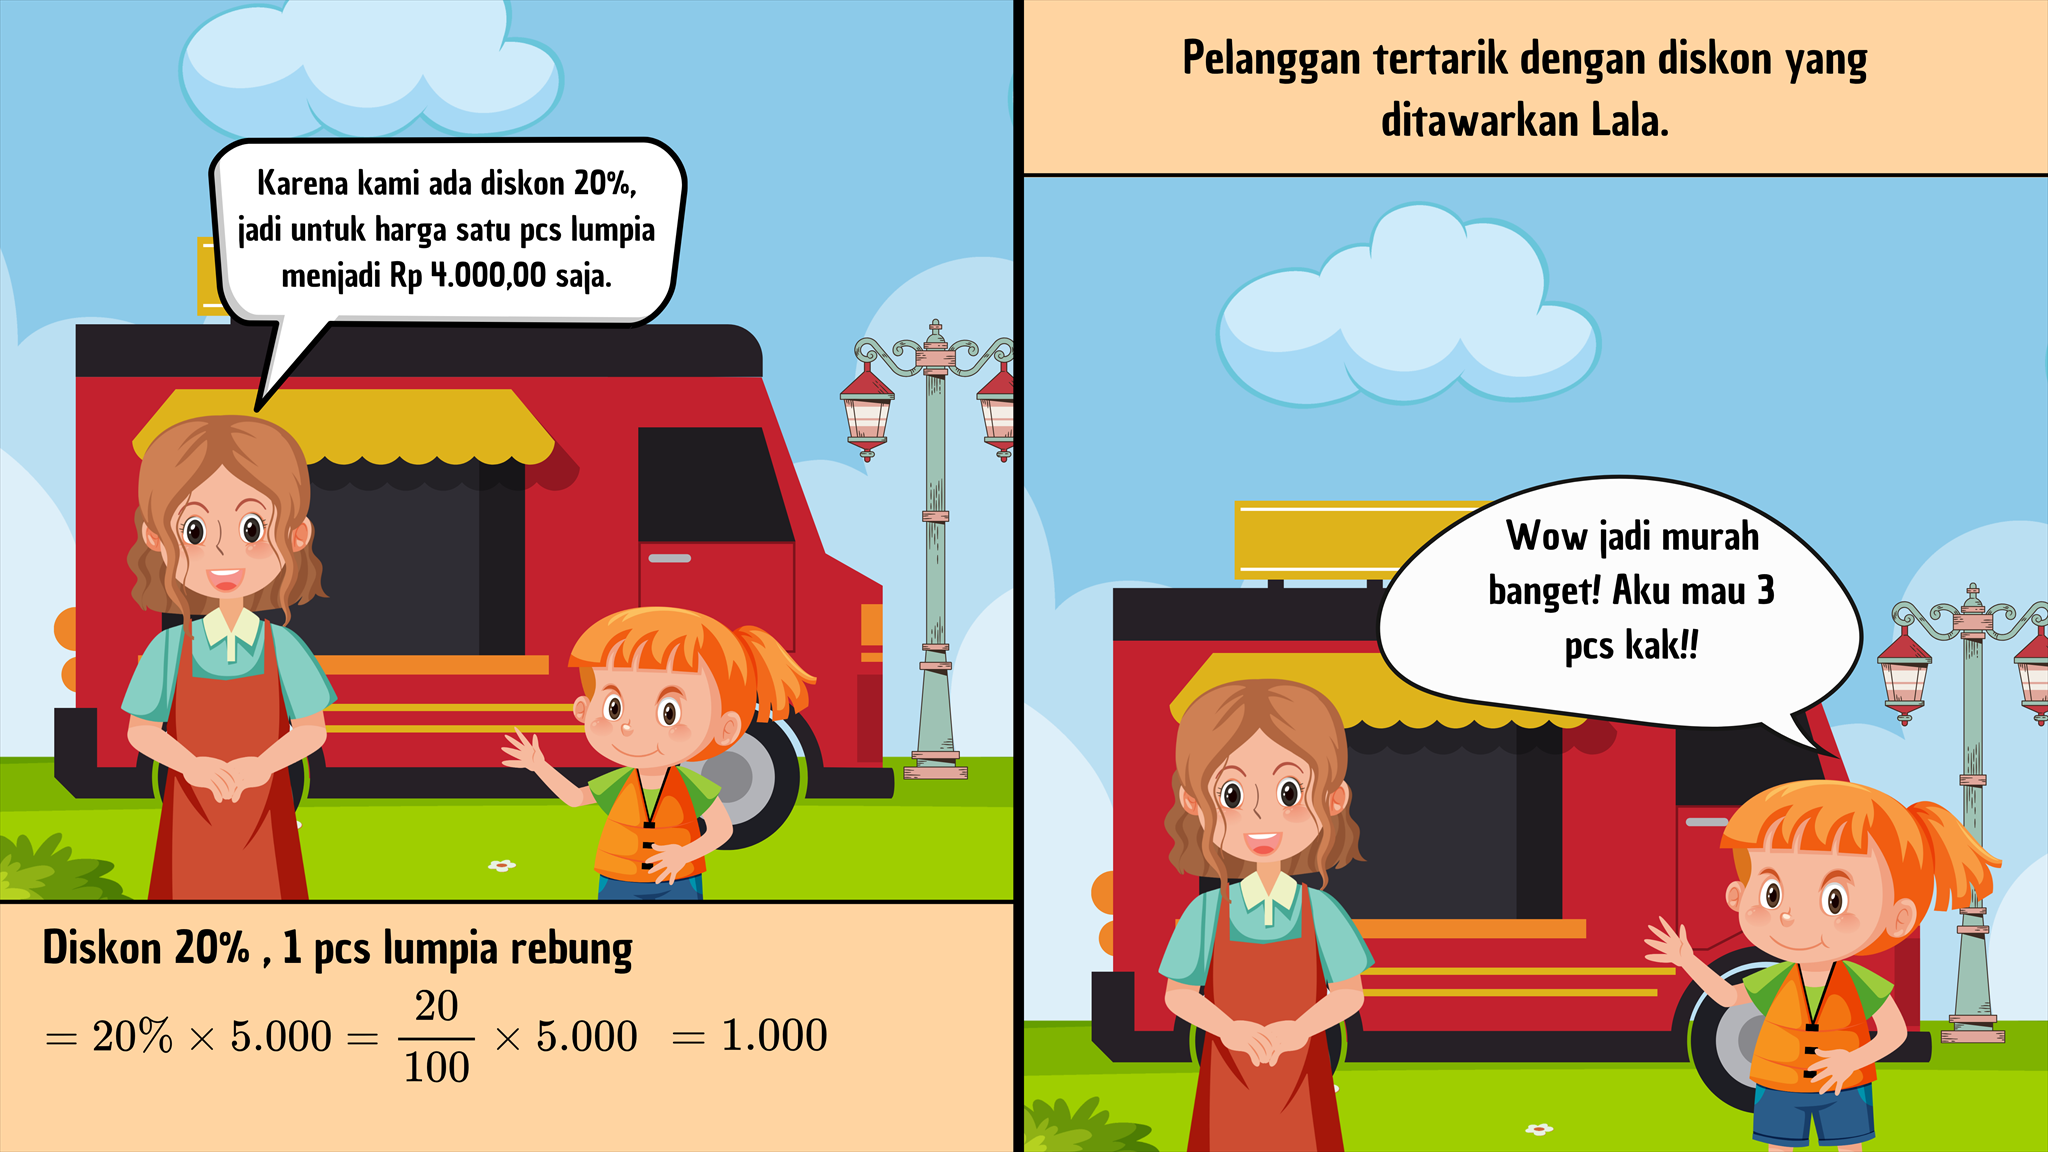 Karena kami ada diskon 20%,
jadi untuk harga satu pcs lumpia
menjadi Rp 4.000,00 saja.
Diskon 20% , 1 pcs lumpia rebung
= 20% × 5.000 = 20/100 × 5.000 = 1.000
Pelanggan tertarik dengan diskon yang
ditawarkan Lala.
Wow jadi murah
banget! Aku mau 3
pcs kak!!